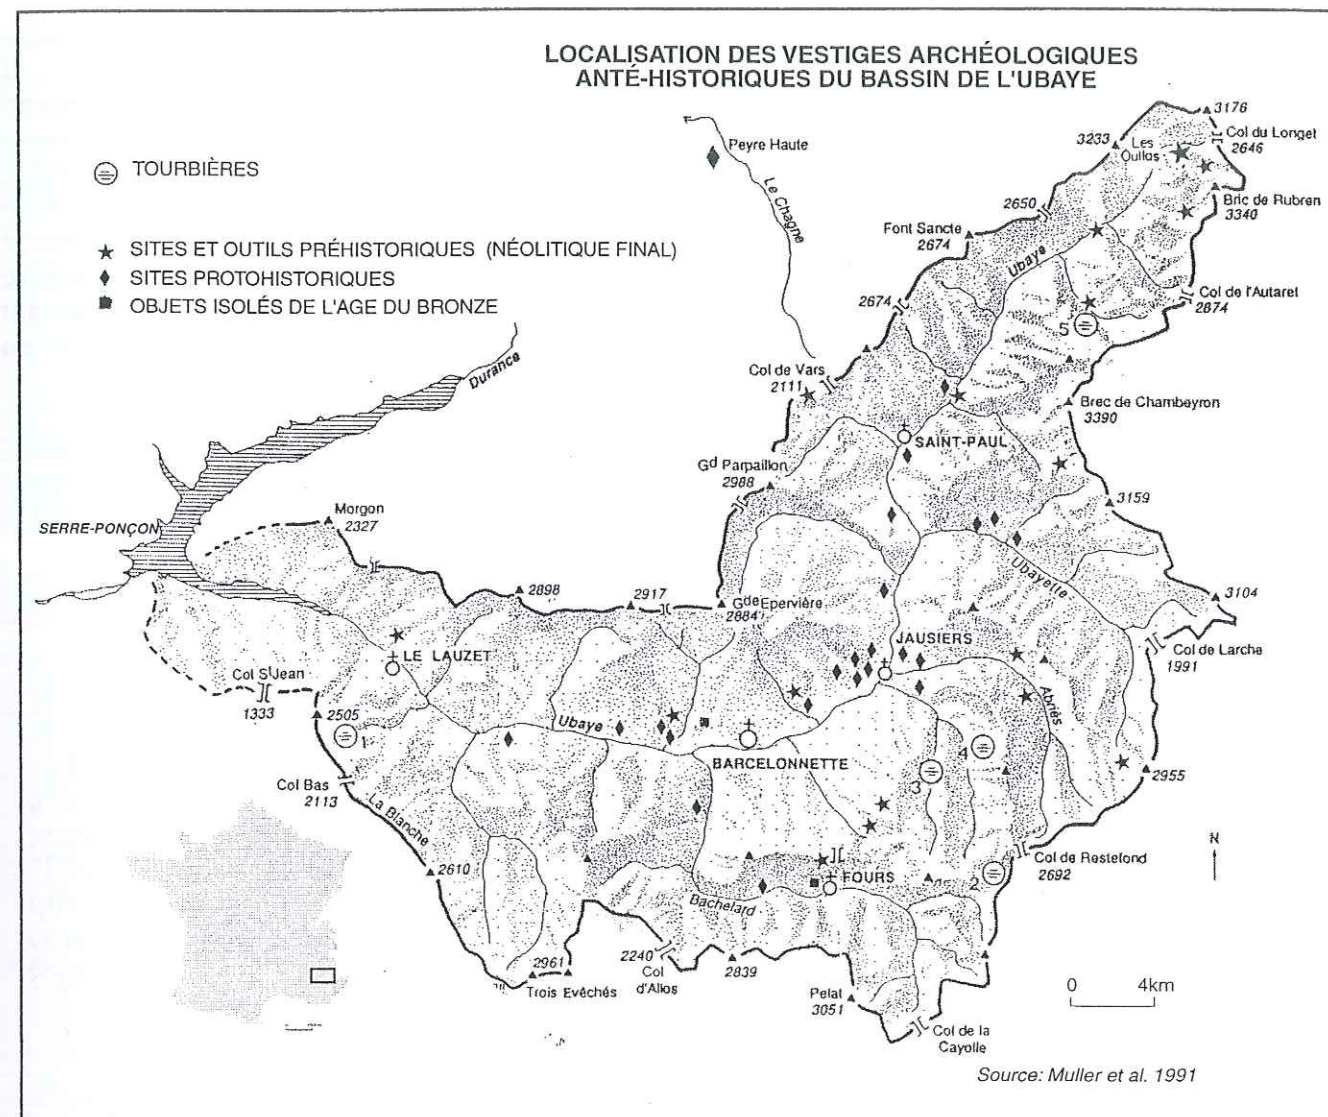 LOCALISATION DES VESTIGES ARCHÉOLOGIQUES
ANTÉ-HISTORIQUES DU BASSIN DE L'UBAYE
TOURBIÈRES
SITES ET OUTILS PRÉHISTORIQUES (NÉOLITIQUE FINAL)
SITES PROTOHISTORIQUES
OBJETS ISOLÉS DE L'AGE DU BRONZE
Peyre Haute
Le Chagne
3176
3233
Les
Oullas
Col du Longet
2646
Bric de Rubren
3340
2650
Font Sancte
2674
Ubaye
Col de l'Autaret
2874
2674
5
Durance
Col de Vars
2111
Brec de Chambeyron
3390
SAINT-PAUL
Gd Parpaillon
2988
3159
Morgon
2327
SERRE-PONÇON
Ubayette
2898
2917
Gde Epervière
2884
3104
JAUSIERS
LE LAUZET
Col de Larche
1991
Col St Jean
1333
Abriès
2505
1
Ubaye
BARCELONNETTE
4
3
2955
Col Bas
2113
La Blanche
2610
Col de Restefond
2692
N
2
FOURS
Bachelard
2961
Trois Evêchés
2240
Col
d'Allos
2839
Pelat
3051
Col de la
Cayolle
0 4km
Source: Muller et al. 1991